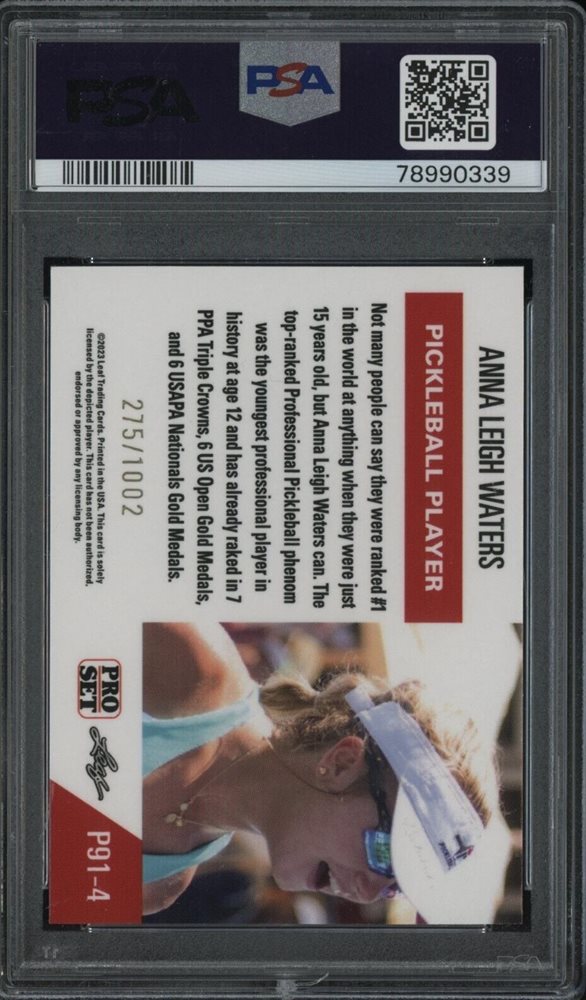 PSA
PSA
78990339
ANNA LEIGH WATERS
PICKLEBALL PLAYER
Not many people can say they were ranked #1
in the world at anything when they were just
15 years old, but Anna Leigh Waters can. The
top-ranked Professional Pickleball phenom
was the youngest professional player in
history at age 12 and has already raked in 7
PPA Triple Crowns, 6 US Open Gold Medals,
and 6 USAPA Nationals Gold Medals.
275/1002
©2023 Leaf Trading Cards. Printed in the USA. This card is solely
licensed by the depicted player. This card has not been authorized,
endorsed or approved by any licensing body.
PRO
SET
Leaf
P91-4
PSA